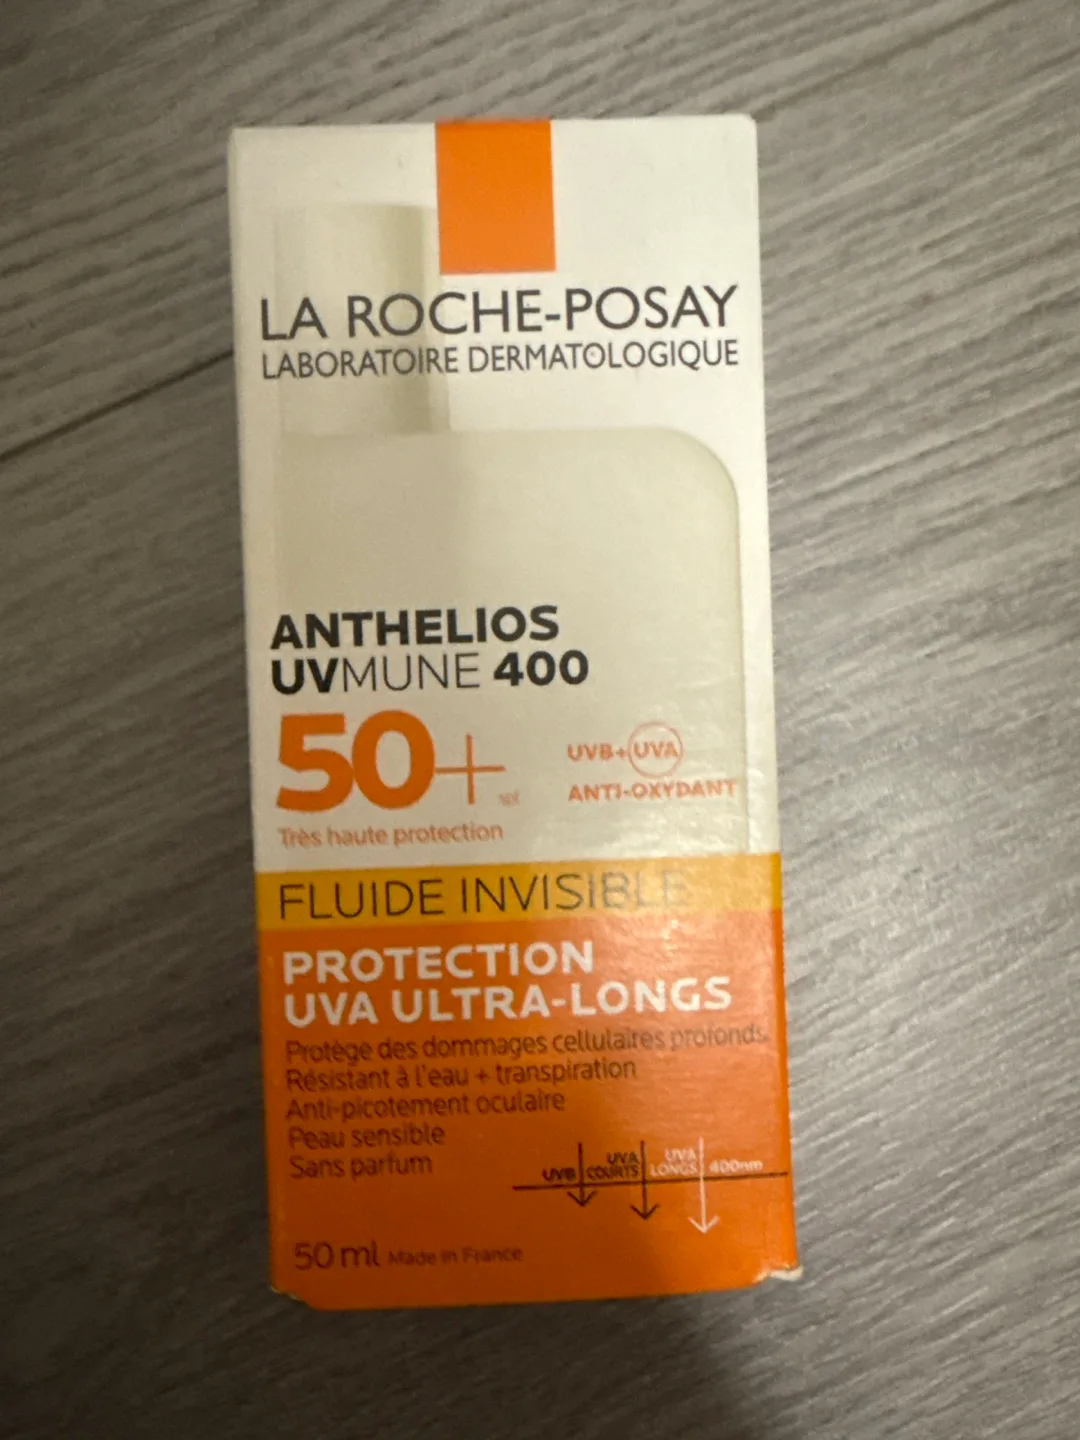 LA ROCHE-POSAY
LABORATOIRE DERMATOLOGIQUE
ANTHELIOS
UVMUNE 400
50+ SPF
UVB+UVA
ANTI-OXYDANT
Très haute protection
FLUIDE INVISIBLE
PROTECTION
UVA ULTRA-LONGS
Protège des dommages cellulaires profonds.
Résistant à l'eau + transpiration
Anti-picotement oculaire
Peau sensible
Sans parfum
UVB
UVA
COURTS
UVA
LONGS
400nm
50 ml Made in France